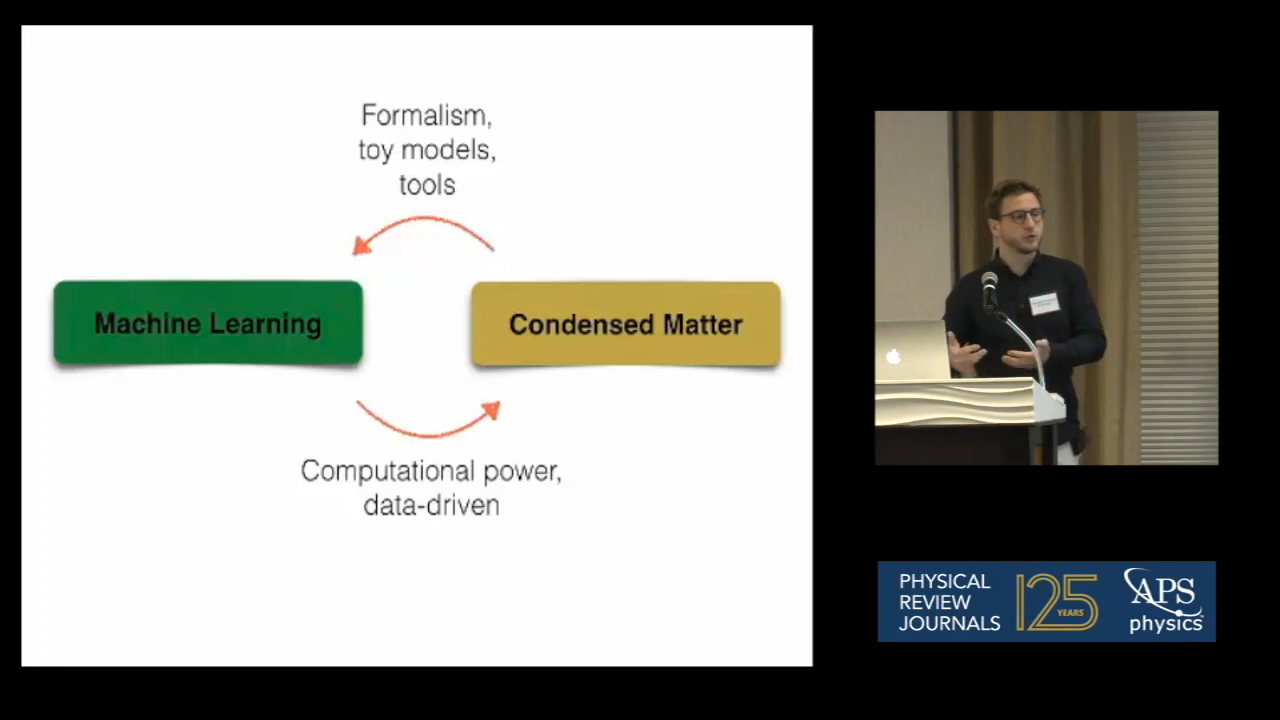 Formalism,
toy models,
tools
Machine Learning
Condensed Matter
Computational power,
data-driven
PHYSICAL
REVIEW
JOURNALS
125
YEARS
APS
physics